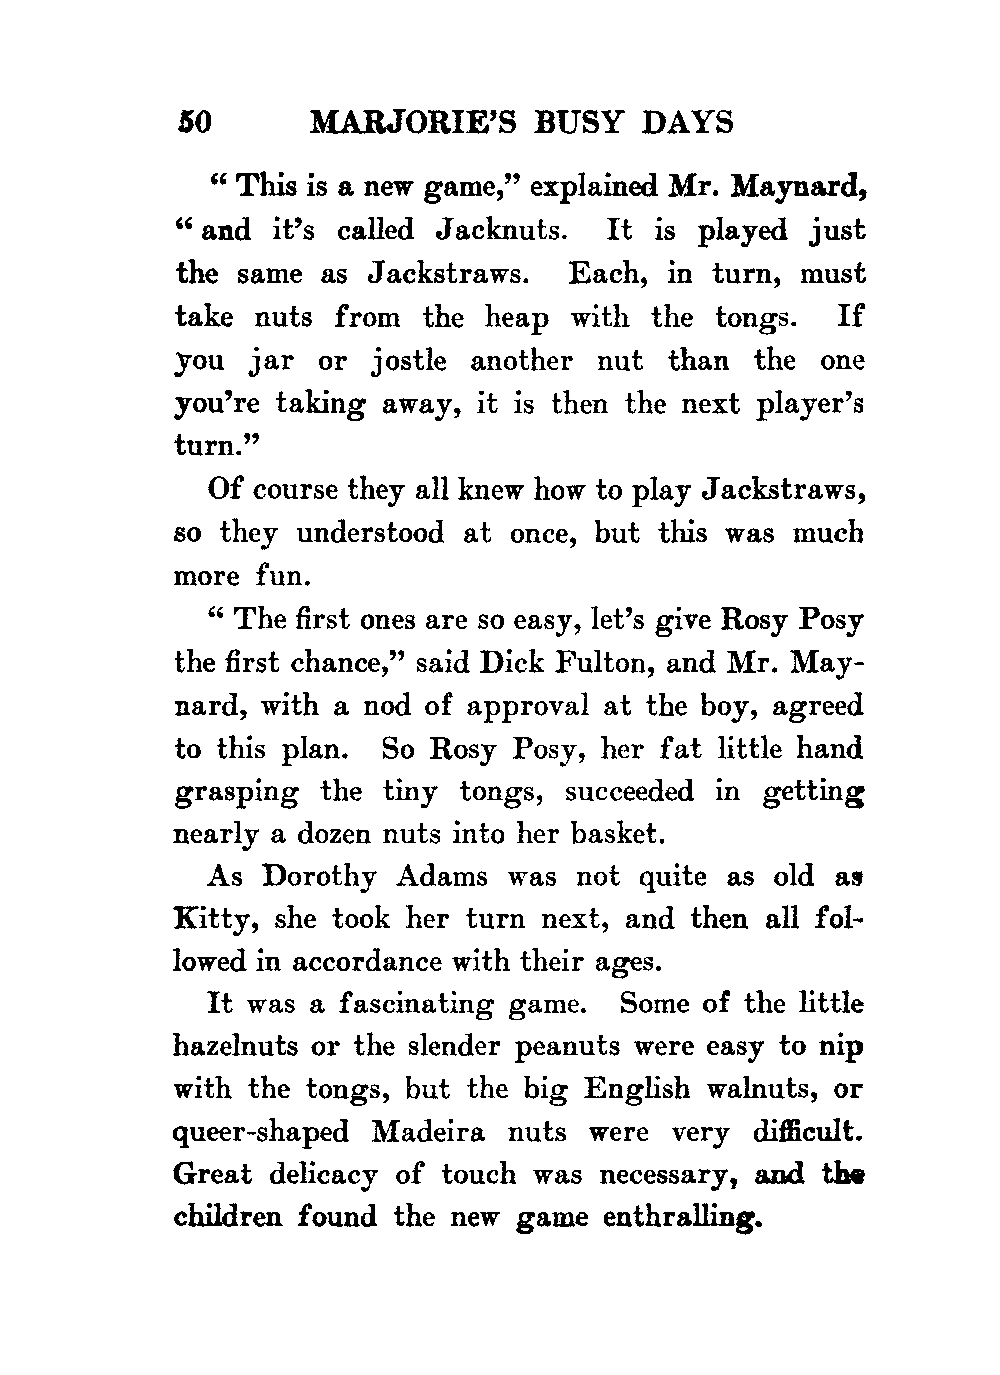 50 MARJORIE'S BUSY DAYS
“ This is a new game,” explained Mr. Maynard,
“ and it's called Jacknuts. It is played just
the same as Jackstraws. Each, in turn, must
take nuts from the heap with the tongs. If
you jar or jostle another nut than the one
you're taking away, it is then the next player's
turn.”
Of course they all knew how to play Jackstraws,
so they understood at once, but this was much
more fun.
“ The first ones are so easy, let's give Rosy Posy
the first chance,” said Dick Fulton, and Mr. May-
nard, with a nod of approval at the boy, agreed
to this plan. So Rosy Posy, her fat little hand
grasping the tiny tongs, succeeded in getting
nearly a dozen nuts into her basket.
As Dorothy Adams was not quite as old as
Kitty, she took her turn next, and then all fol-
lowed in accordance with their ages.
It was a fascinating game. Some of the little
hazelnuts or the slender peanuts were easy to nip
with the tongs, but the big English walnuts, or
queer-shaped Madeira nuts were very difficult.
Great delicacy of touch was necessary, and the
children found the new game enthralling.